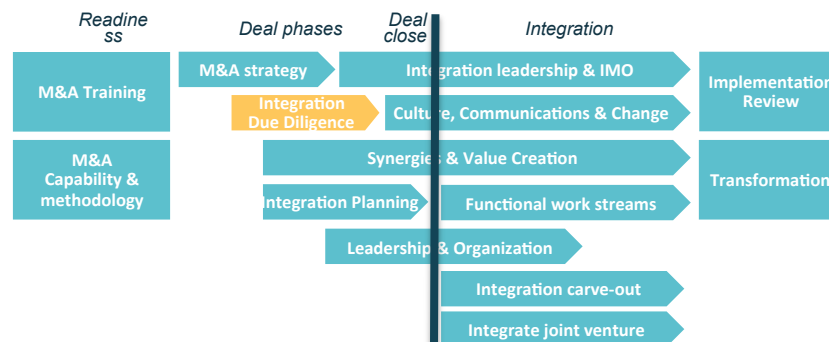 Readine
ss
Deal phases
Deal
close
Integration
M&A Training
M&A strategy
Integration leadership & IMO
Implementation
Review
Integration
Due Diligence
Culture, Communications & Change
M&A
Capability &
methodology
Synergies & Value Creation
Transformation
Integration Planning
Functional work streams
Leadership & Organization
Integration carve-out
Integrate joint venture